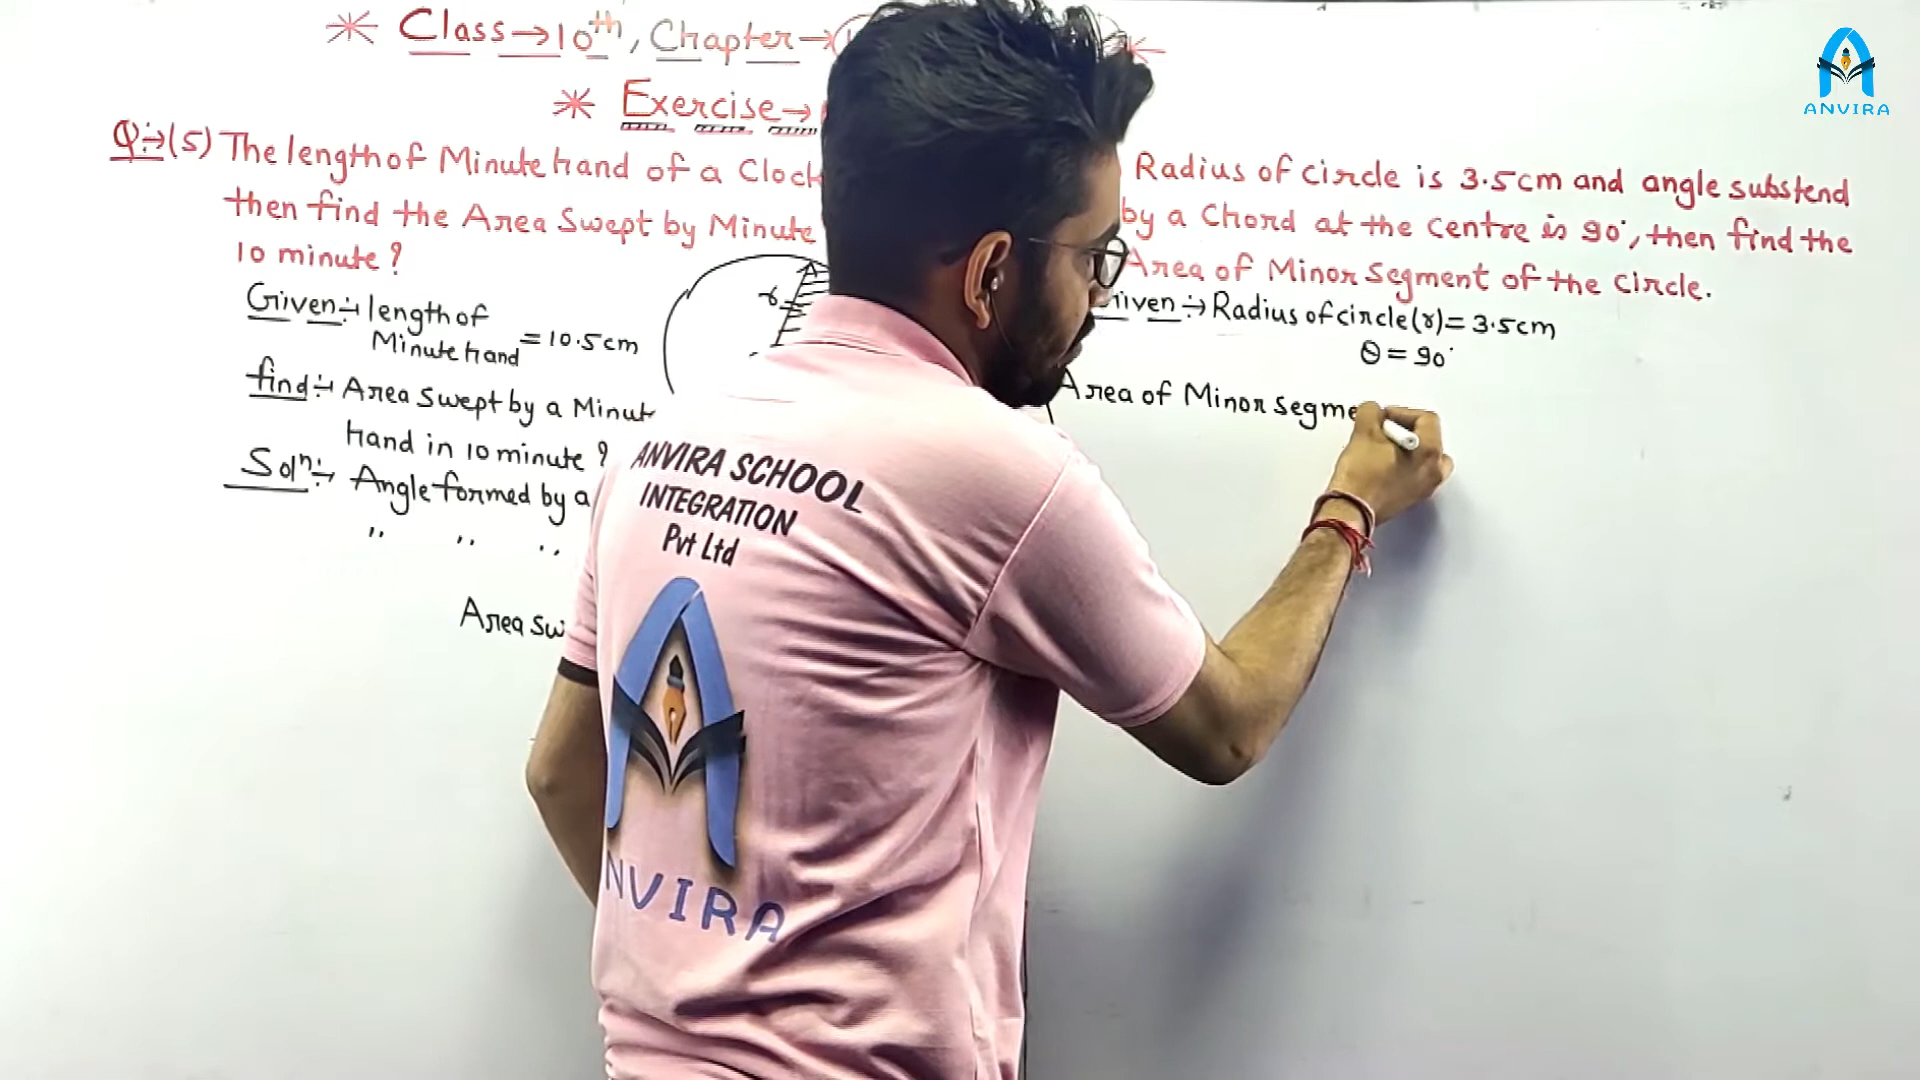 * Class → 10th, Chapter →
* Exercise →
Q:→ (5) The length of Minute hand of a Clock
then find the Area Swept by Minute
10 minute ?
Given :→ length of
Minute hand = 10.5 cm
r
find :→ Area swept by a Minut
hand in 10 minute ?
Soln :→ Angle formed by a
" " "
Area sw
Radius of circle is 3.5 cm and angle substend
by a Chord at the centre is 90°, then find the
Area of Minor segment of the circle.
Given :→ Radius of circle (r) = 3.5 cm
θ = 90°
Area of Minor segme
ANVIRA SCHOOL
INTEGRATION
Pvt Ltd
NVIRA
ANVIRA